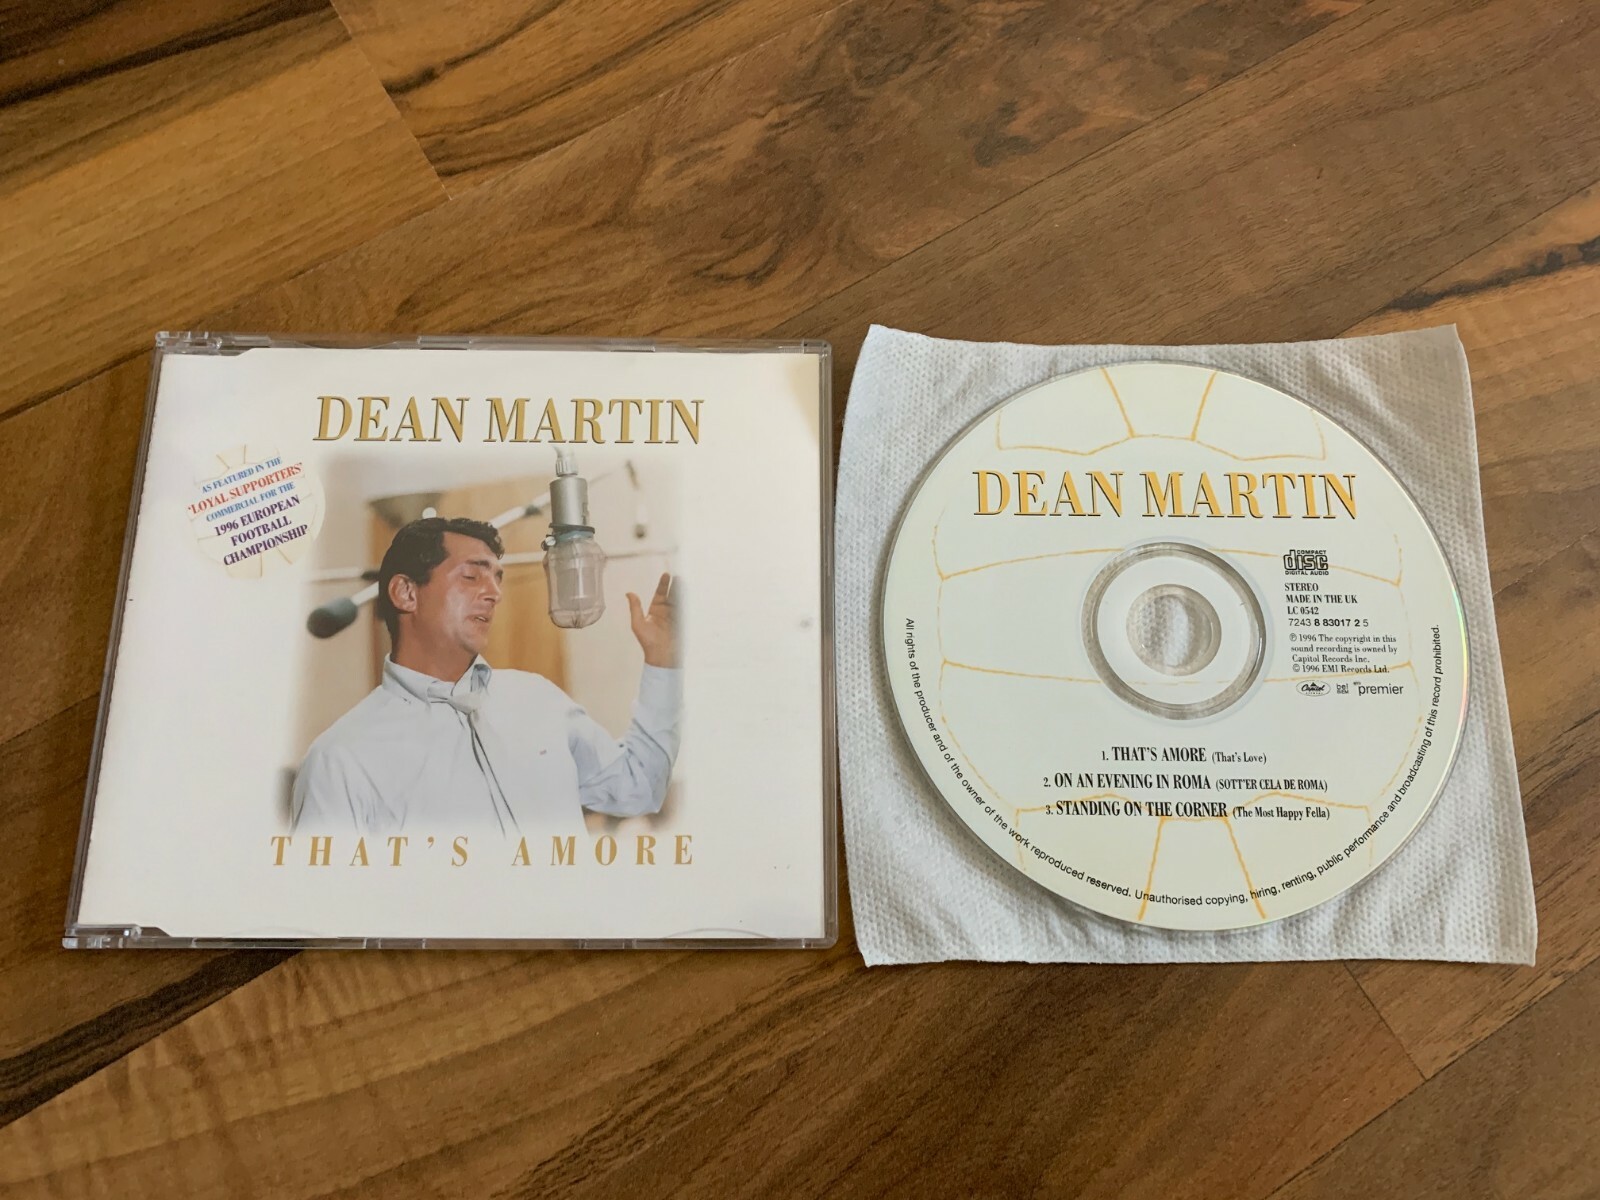 DEAN MARTIN
AS FEATURED IN THE
'LOYAL SUPPORTERS'
COMMERCIAL FOR THE
1996 EUROPEAN
FOOTBALL
CHAMPIONSHIP
THAT'S AMORE
DEAN MARTIN
COMPACT
disc
DIGITAL AUDIO
STEREO
MADE IN THE UK
LC 0542
7243 8 83017 2 5
℗ 1996 The copyright in this
sound recording is owned by
Capitol Records Inc.
© 1996 EMI Records Ltd.
Capitol
premier
1. THAT'S AMORE (That's Love)
2. ON AN EVENING IN ROMA (SOTT'ER CELA DE ROMA)
3. STANDING ON THE CORNER (The Most Happy Fella)
All rights of the producer and of the owner of the work reproduced reserved. Unauthorised copying, hiring, renting, public performance and broadcasting of this record prohibited.